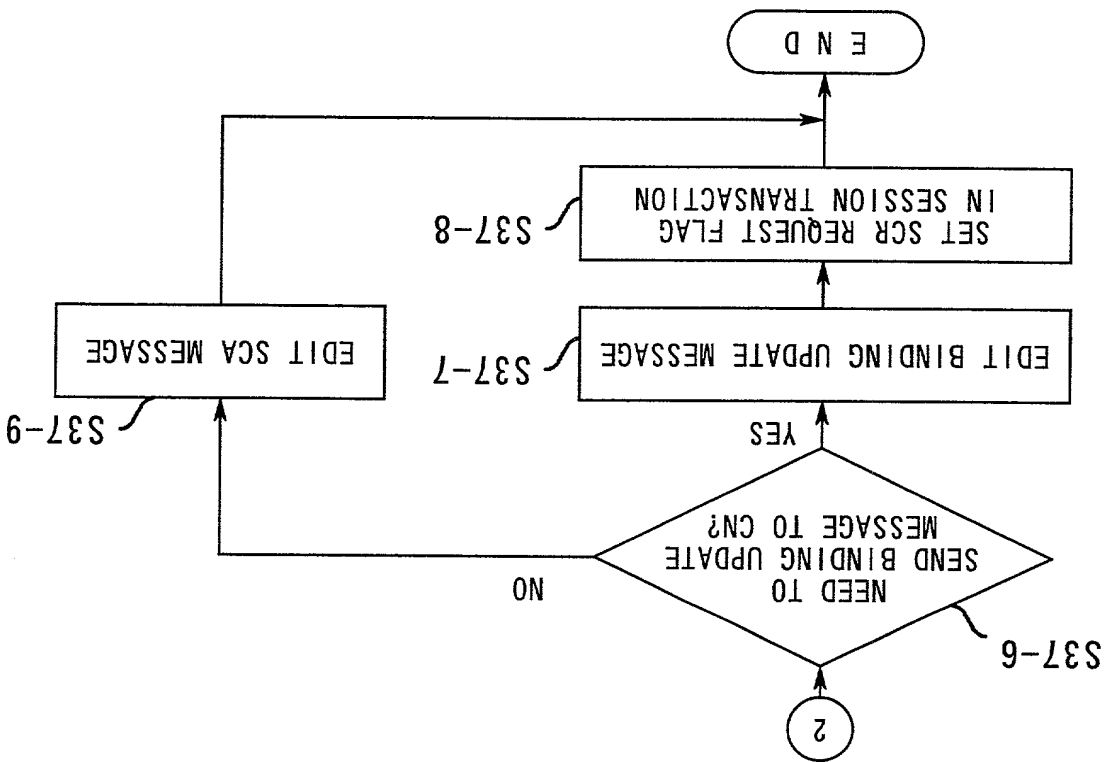 2
S37-6
NEED TO
SEND BINDING UPDATE
MESSAGE TO CN?
NO
YES
S37-7
EDIT BINDING UPDATE MESSAGE
S37-9
EDIT SCA MESSAGE
S37-8
SET SCR REQUEST FLAG
IN SESSION TRANSACTION
END